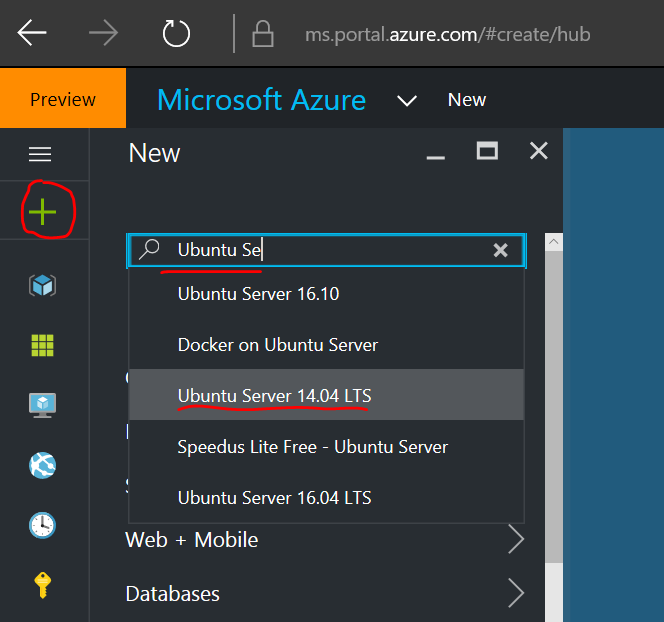 ms.portal.azure.com/#create/hub
Preview
Microsoft Azure
New
New
Ubuntu Se
Ubuntu Server 16.10
Docker on Ubuntu Server
Ubuntu Server 14.04 LTS
Speedus Lite Free - Ubuntu Server
Ubuntu Server 16.04 LTS
Web + Mobile
Databases